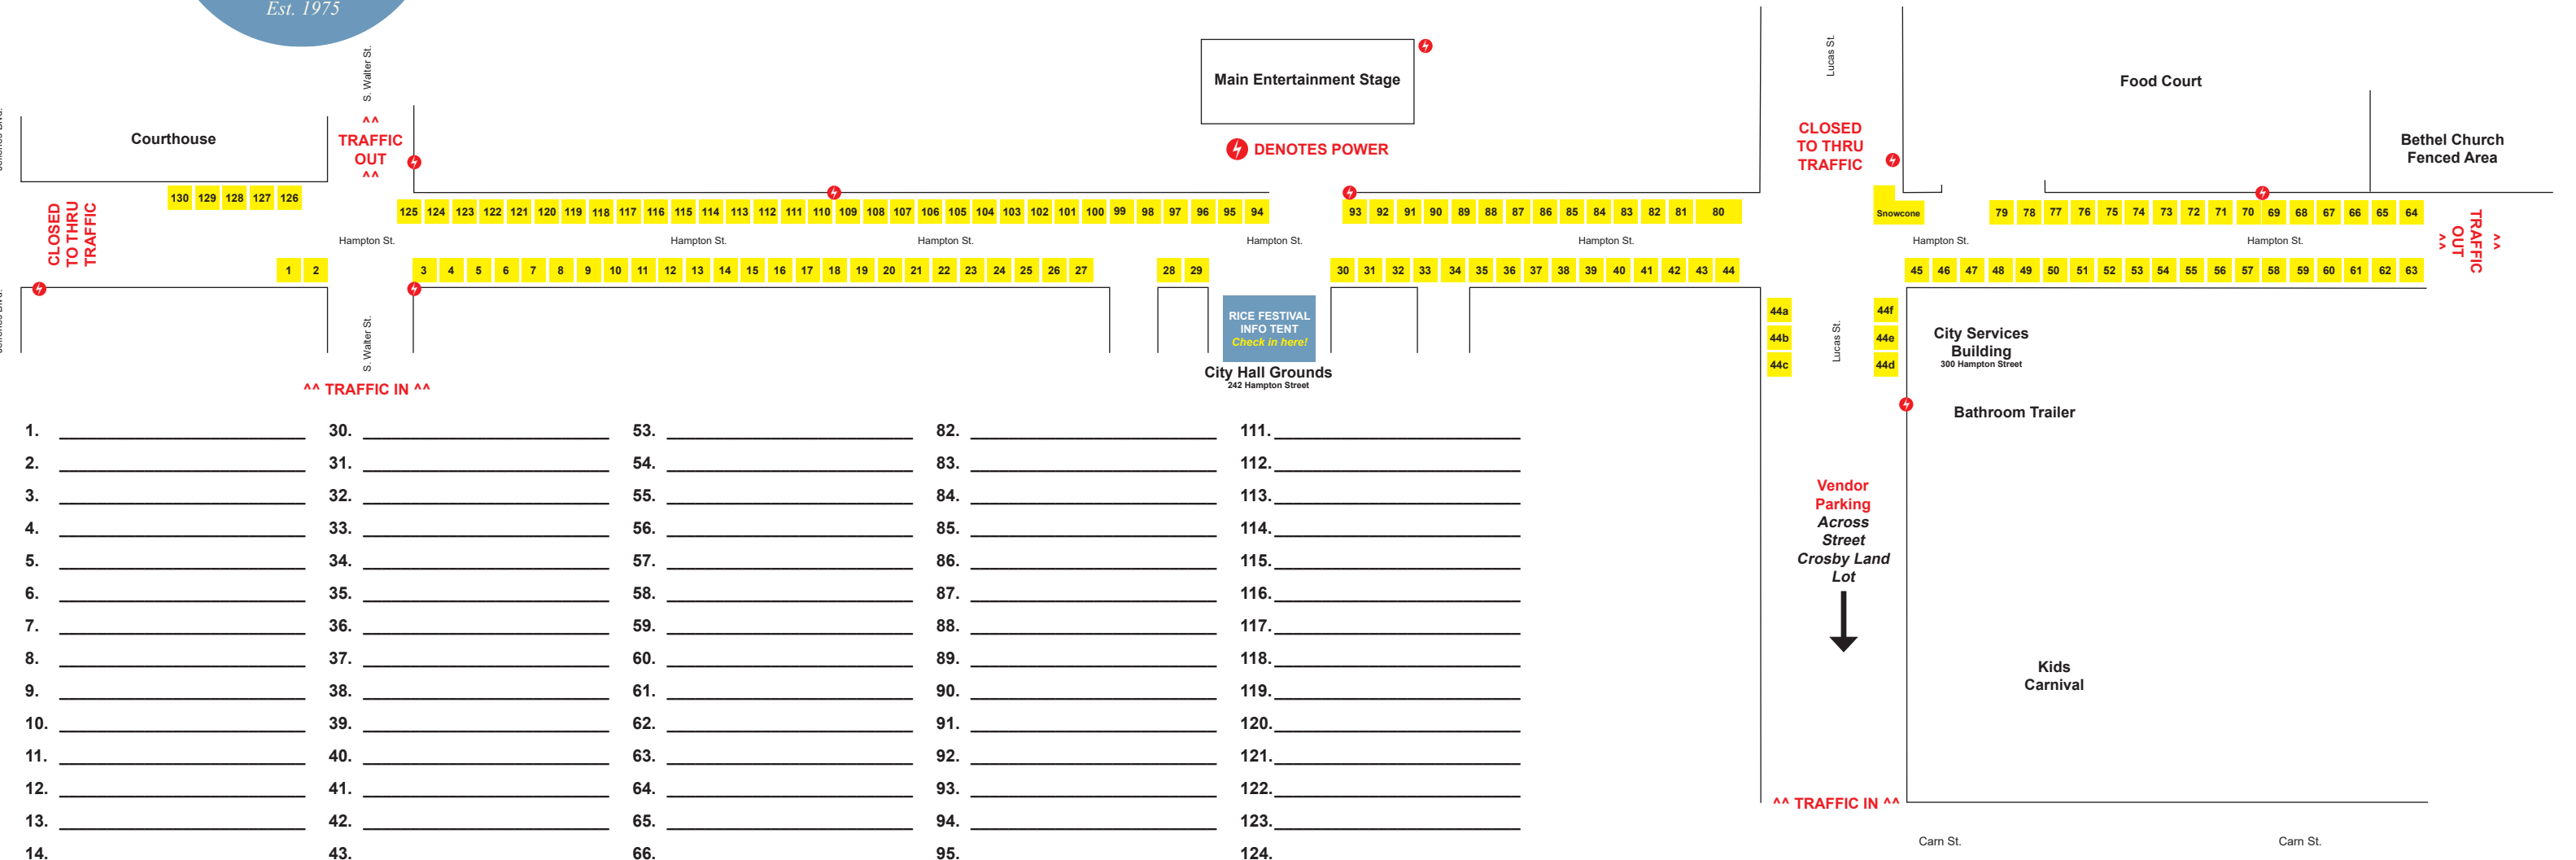 Est. 1975
S. Walter St.
Main Entertainment Stage
Lucas St.
Food Court
Courthouse
^^
TRAFFIC
OUT
^^
DENOTES POWER
CLOSED
TO THRU
TRAFFIC
Bethel Church
Fenced Area
130 129 128 127 126
125 124 123 122 121 120 119 118 117 116 115 114 113 112 111 110 109 108 107 106 105 104 103 102 101 100 99 98 97 96 95 94
93 92 91 90 89 88 87 86 85 84 83 82 81 80
Snowcone
79 78 77 76 75 74 73 72 71 70 69 68 67 66 65 64
CLOSED
TO THRU
TRAFFIC
Hampton St. Hampton St. Hampton St. Hampton St. Hampton St. Hampton St. Hampton St.
^^
TRAFFIC
OUT
^^
1 2
3 4 5 6 7 8 9 10 11 12 13 14 15 16 17 18 19 20 21 22 23 24 25 26 27
28 29
30 31 32 33 34 35 36 37 38 39 40 41 42 43 44
45 46 47 48 49 50 51 52 53 54 55 56 57 58 59 60 61 62 63
S. Walter St.
RICE FESTIVAL
INFO TENT
Check in here!
City Hall Grounds
242 Hampton Street
44a
44b
44c
Lucas St.
44f
44e
44d
City Services
Building
300 Hampton Street
Bathroom Trailer
^^ TRAFFIC IN ^^
1. 30. 53. 82. 111.
2. 31. 54. 83. 112.
3. 32. 55. 84. 113.
4. 33. 56. 85. 114.
5. 34. 57. 86. 115.
6. 35. 58. 87. 116.
7. 36. 59. 88. 117.
8. 37. 60. 89. 118.
9. 38. 61. 90. 119.
10. 39. 62. 91. 120.
11. 40. 63. 92. 121.
12. 41. 64. 93. 122.
13. 42. 65. 94. 123.
14. 43. 66. 95. 124.
Vendor
Parking
Across
Street
Crosby Land
Lot
Kids
Carnival
^^ TRAFFIC IN ^^
Carn St. Carn St.